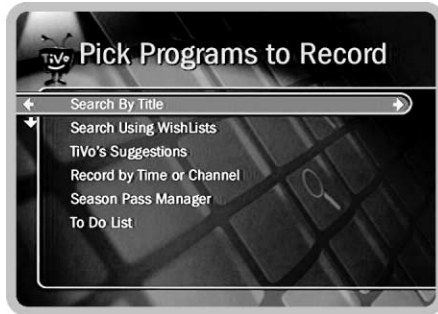 TiVo
Pick Programs to Record
Search By Title
Search Using WishLists
TiVo's Suggestions
Record by Time or Channel
Season Pass Manager
To Do List